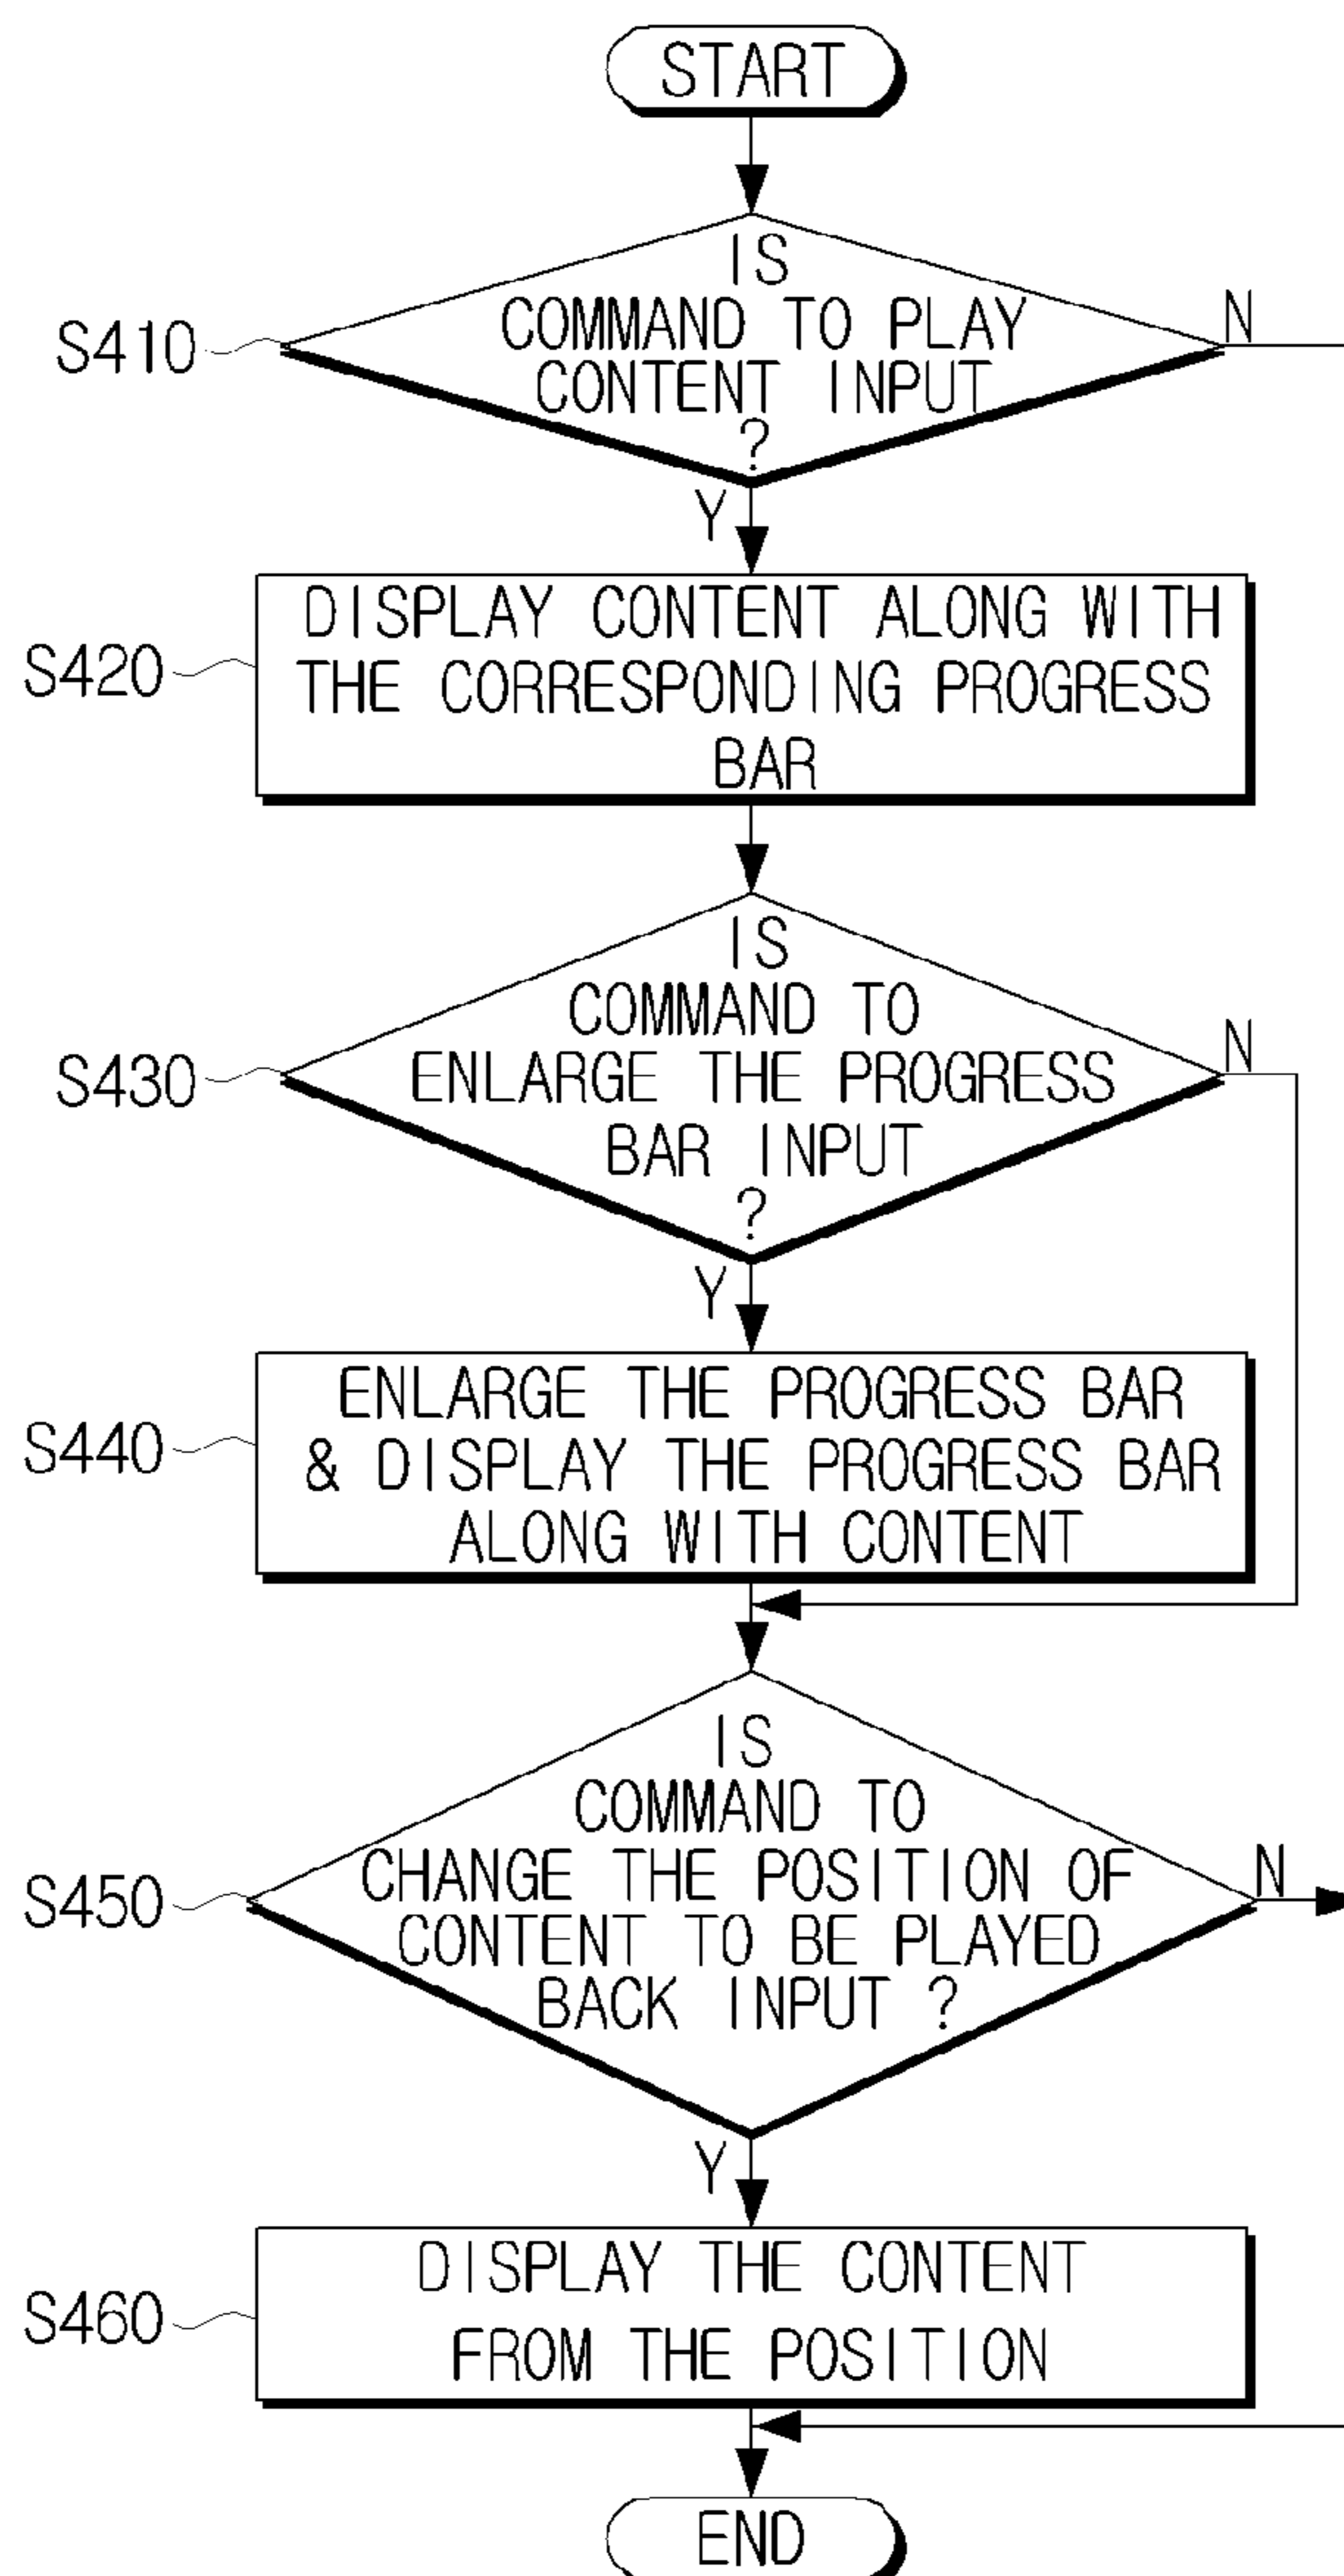 START
IS
COMMAND TO PLAY
CONTENT INPUT
?
S410
N
Y
DISPLAY CONTENT ALONG WITH
THE CORRESPONDING PROGRESS
BAR
S420
IS
COMMAND TO
ENLARGE THE PROGRESS
BAR INPUT
?
S430
N
Y
ENLARGE THE PROGRESS BAR
& DISPLAY THE PROGRESS BAR
ALONG WITH CONTENT
S440
IS
COMMAND TO
CHANGE THE POSITION OF
CONTENT TO BE PLAYED
BACK INPUT ?
S450
N
Y
DISPLAY THE CONTENT
FROM THE POSITION
S460
END